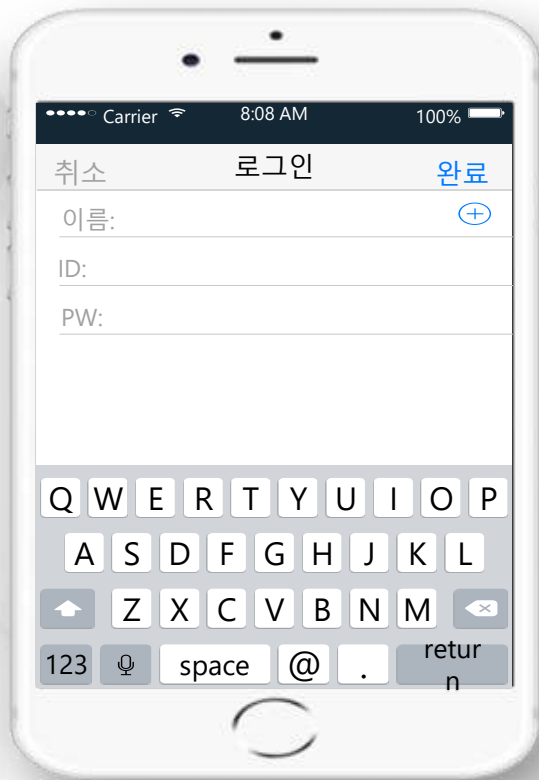 Carrier 8:08 AM 100%
취소 로그인 완료
이름:
ID:
PW:
Q W E R T Y U I O P
A S D F G H J K L
Z X C V B N M
123 space @ . retur
n